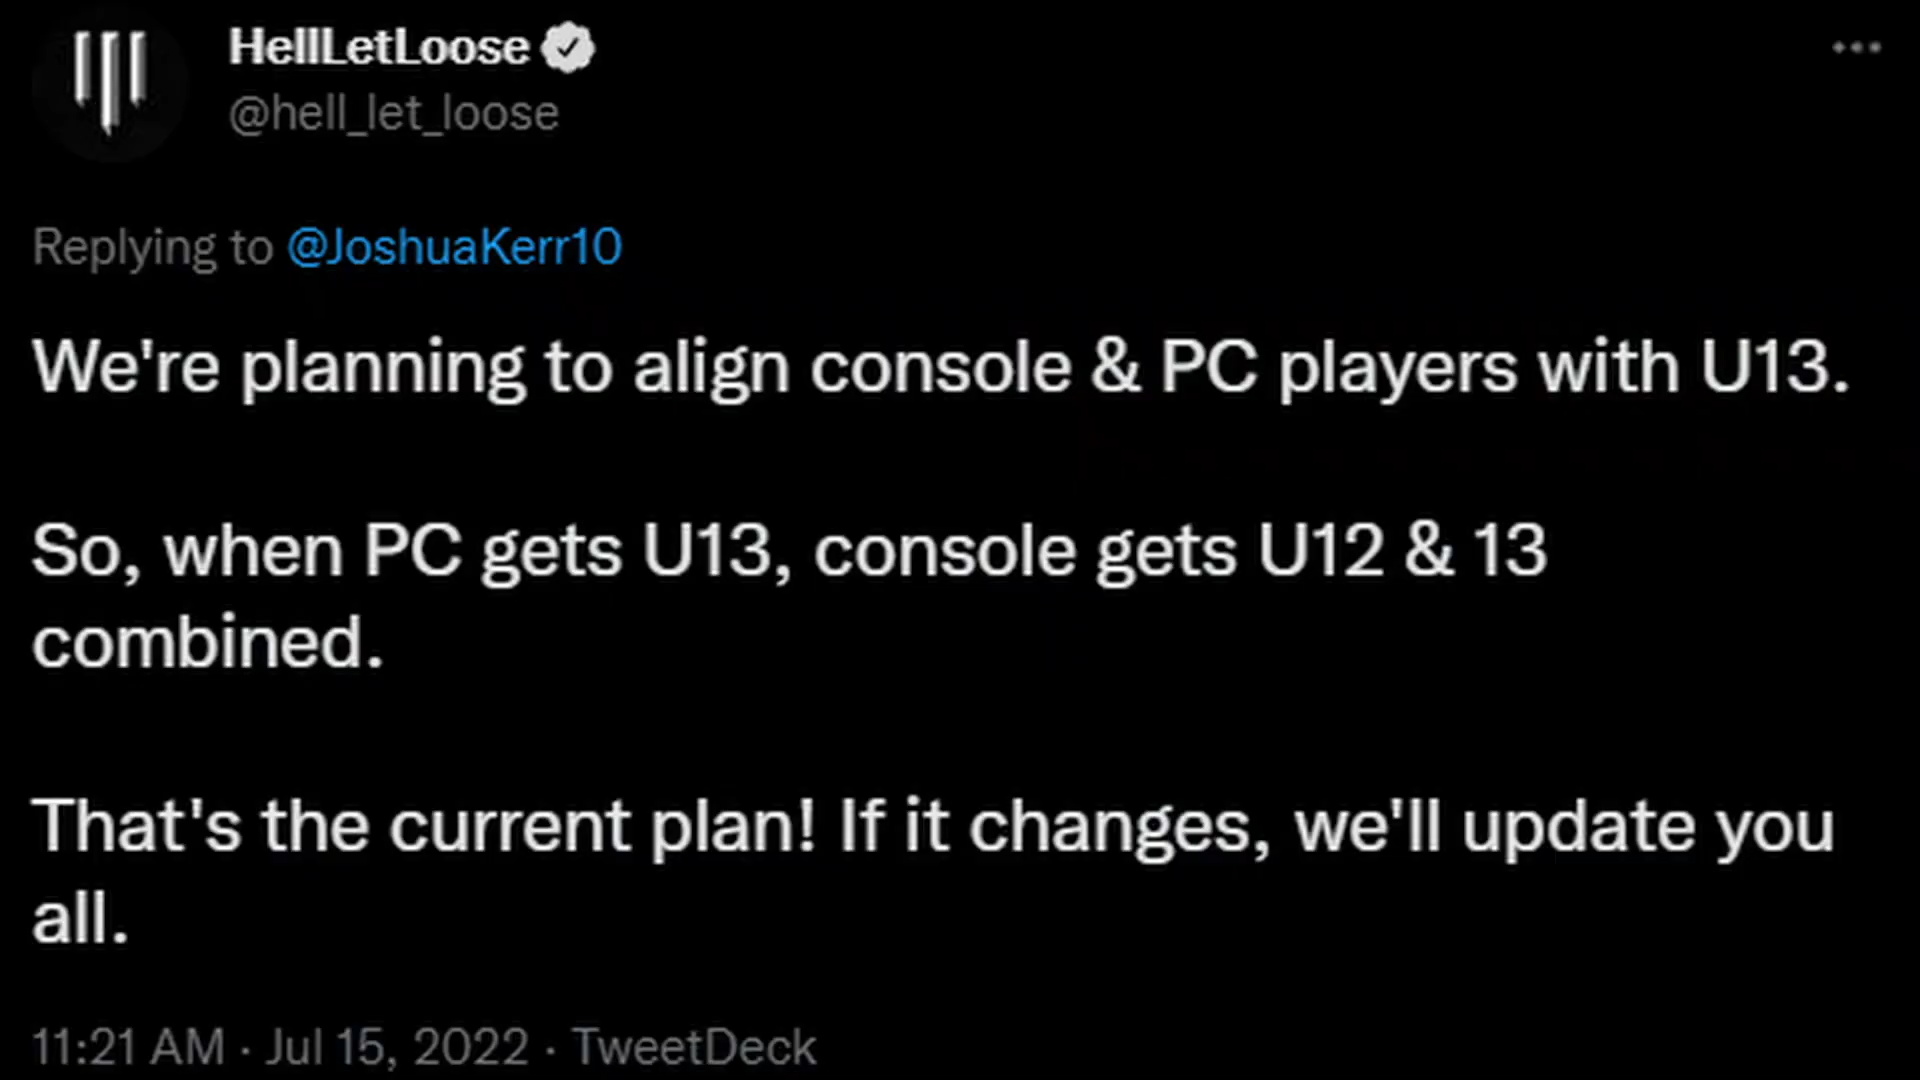 HellLetLoose
@hell_let_loose
Replying to @JoshuaKerr10
We're planning to align console & PC players with U13.
So, when PC gets U13, console gets U12 & 13
combined.
That's the current plan! If it changes, we'll update you
all.
11:21 AM · Jul 15, 2022 · TweetDeck